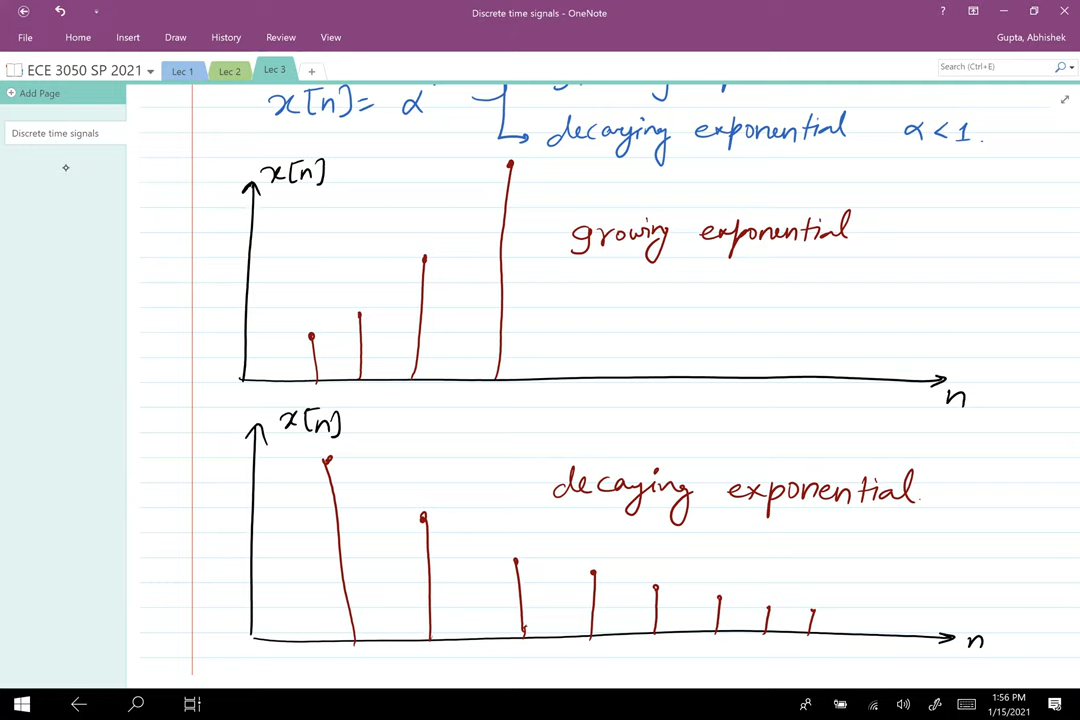 Discrete time signals - OneNote
?
Gupta, Abhishek
File Home Insert Draw History Review View
ECE 3050 SP 2021 Lec 1 Lec 2 Lec 3 +
Search (Ctrl+E)
Add Page
Discrete time signals
x[n] = α
decaying exponential α < 1.
x[n]
growing exponential
n
x[n]
decaying exponential.
n
1:56 PM
1/15/2021